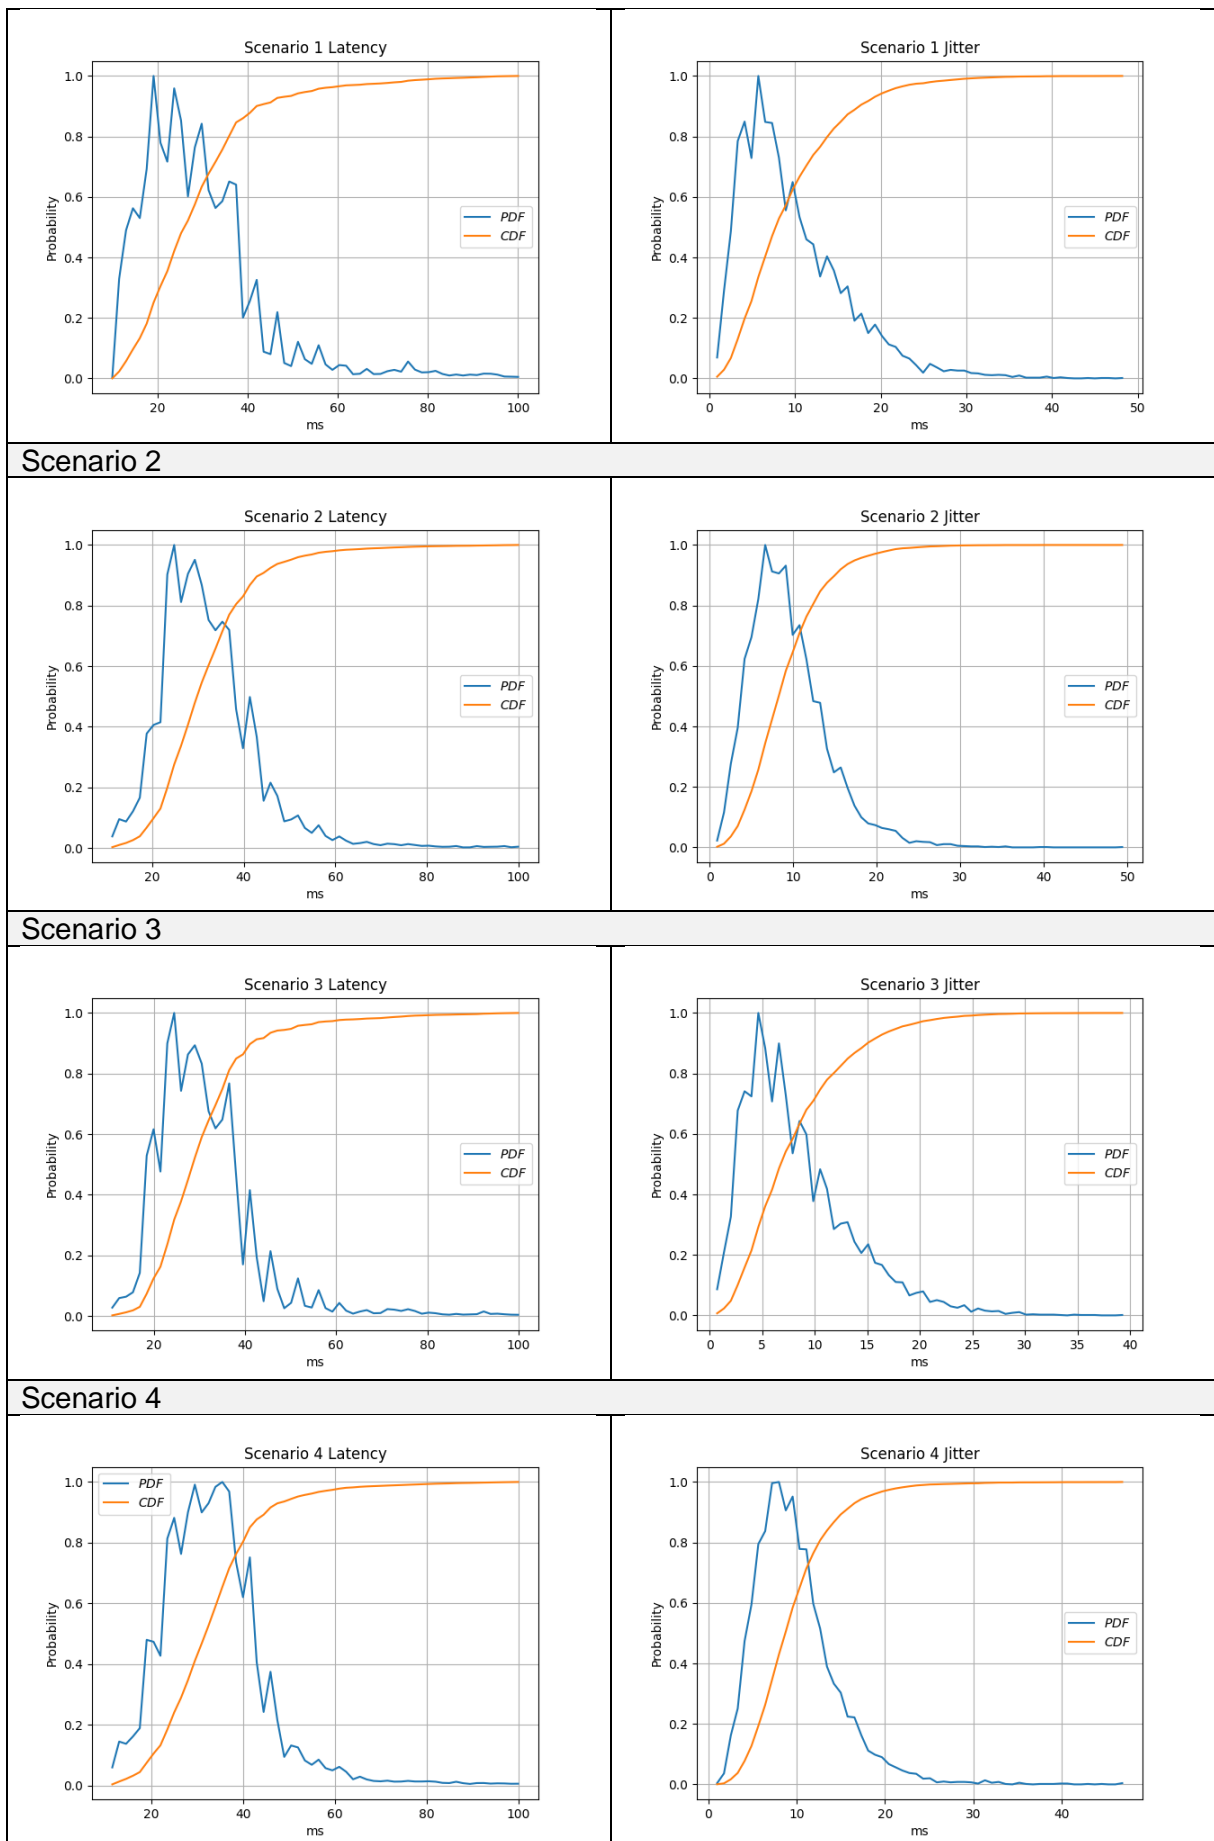 Scenario 1 Latency
1.0
0.8
0.6
0.4
0.2
0.0
Probability
PDF
CDF
20 40 60 80 100
ms
Scenario 1 Jitter
1.0
0.8
0.6
0.4
0.2
0.0
Probability
PDF
CDF
0 10 20 30 40 50
ms
Scenario 2
Scenario 2 Latency
1.0
0.8
0.6
0.4
0.2
0.0
Probability
PDF
CDF
20 40 60 80 100
ms
Scenario 2 Jitter
1.0
0.8
0.6
0.4
0.2
0.0
Probability
PDF
CDF
0 10 20 30 40 50
ms
Scenario 3
Scenario 3 Latency
1.0
0.8
0.6
0.4
0.2
0.0
Probability
PDF
CDF
20 40 60 80 100
ms
Scenario 3 Jitter
1.0
0.8
0.6
0.4
0.2
0.0
Probability
PDF
CDF
0 5 10 15 20 25 30 35 40
ms
Scenario 4
Scenario 4 Latency
PDF
CDF
1.0
0.8
0.6
0.4
0.2
0.0
Probability
20 40 60 80 100
ms
Scenario 4 Jitter
1.0
0.8
0.6
0.4
0.2
0.0
Probability
PDF
CDF
0 10 20 30 40
ms